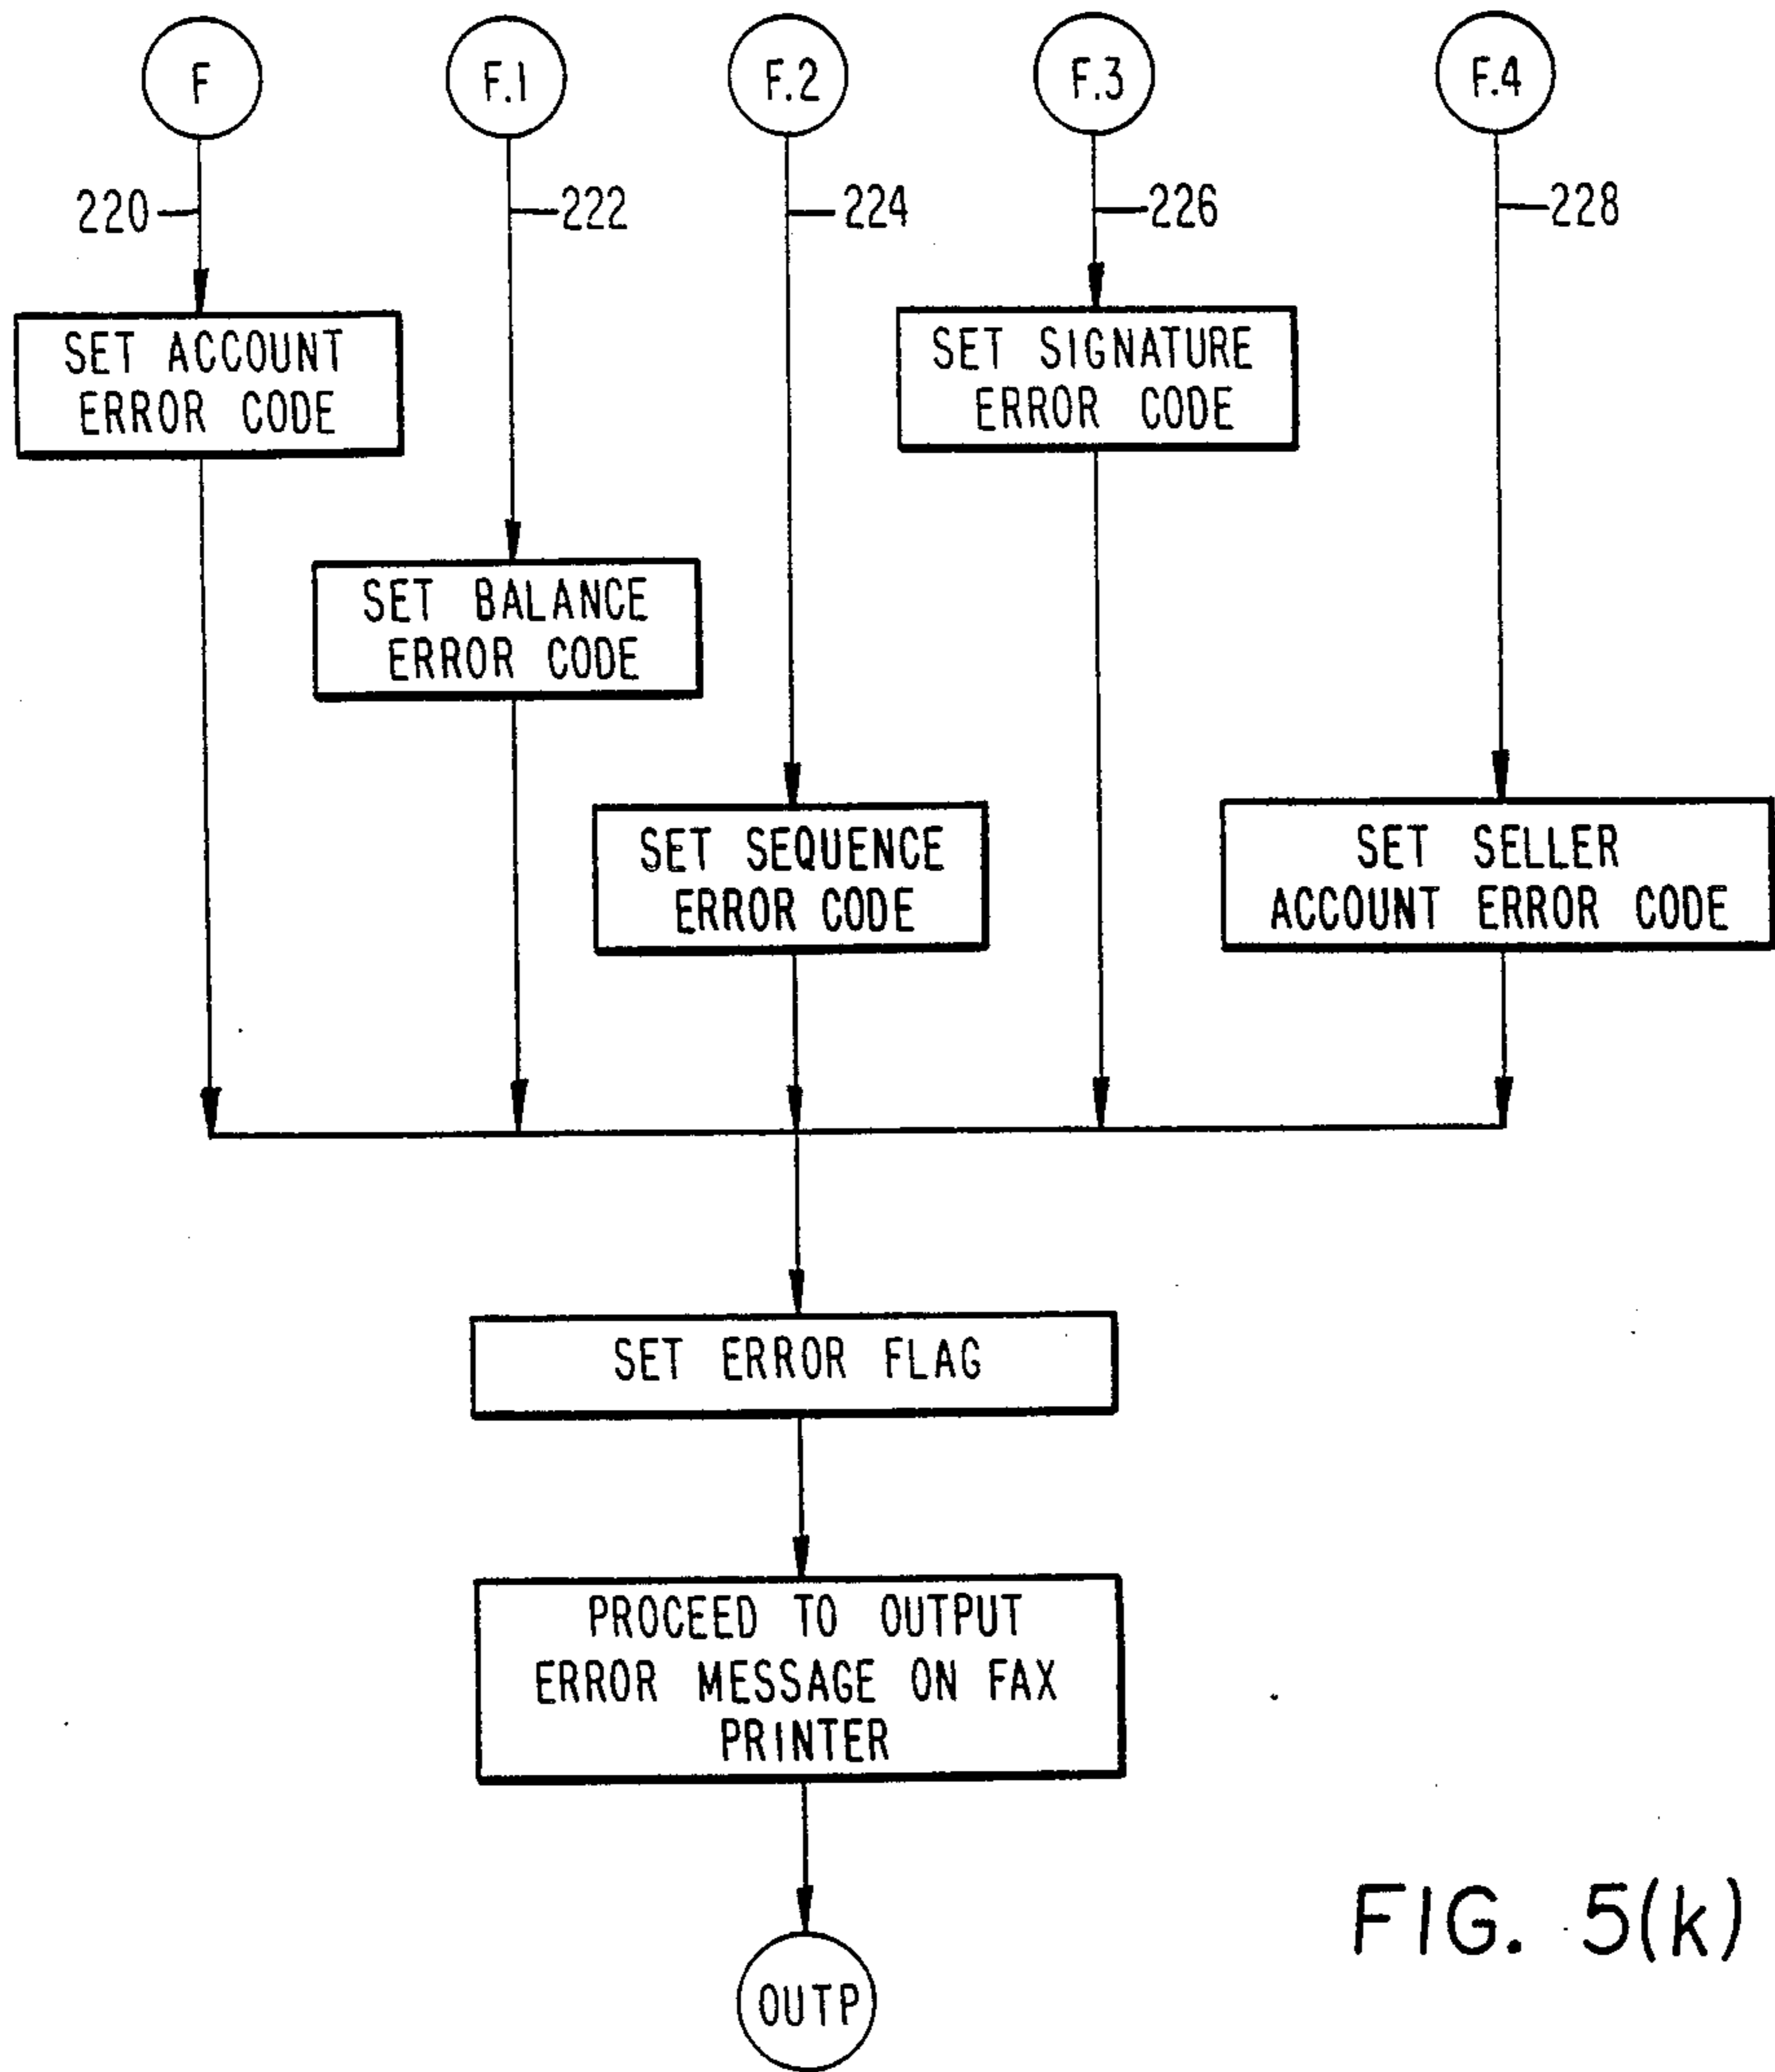 F
F.1
F.2
F.3
F.4
220
222
224
226
228
SET ACCOUNT
ERROR CODE
SET SIGNATURE
ERROR CODE
SET BALANCE
ERROR CODE
SET SEQUENCE
ERROR CODE
SET SELLER
ACCOUNT ERROR CODE
SET ERROR FLAG
PROCEED TO OUTPUT
ERROR MESSAGE ON FAX
PRINTER
OUTP
FIG. 5(k)